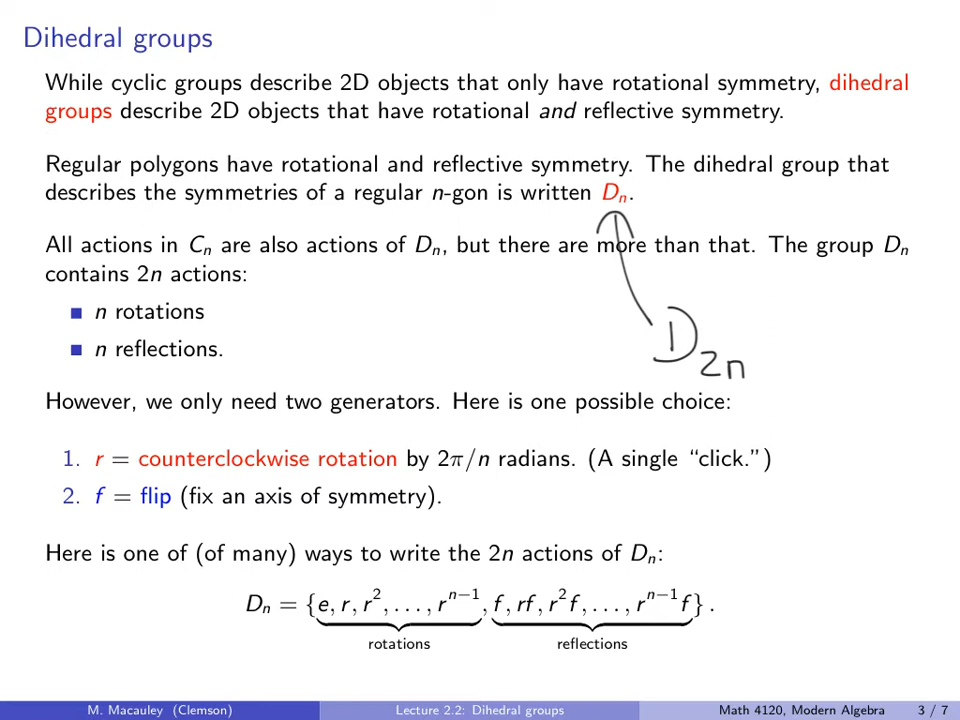 Dihedral groups
While cyclic groups describe 2D objects that only have rotational symmetry, dihedral
groups describe 2D objects that have rotational and reflective symmetry.
Regular polygons have rotational and reflective symmetry. The dihedral group that
describes the symmetries of a regular n-gon is written Dₙ.
All actions in Cₙ are also actions of Dₙ, but there are more than that. The group Dₙ
contains 2n actions:
■ n rotations
■ n reflections.
D₂ₙ
However, we only need two generators. Here is one possible choice:
1. r = counterclockwise rotation by 2π/n radians. (A single “click.”)
2. f = flip (fix an axis of symmetry).
Here is one of (of many) ways to write the 2n actions of Dₙ:
Dₙ = {e, r, r², . . . , rⁿ⁻¹, f, rf, r²f, . . . , rⁿ⁻¹f} .
rotations reflections
M. Macauley (Clemson) Lecture 2.2: Dihedral groups Math 4120, Modern Algebra 3 / 7